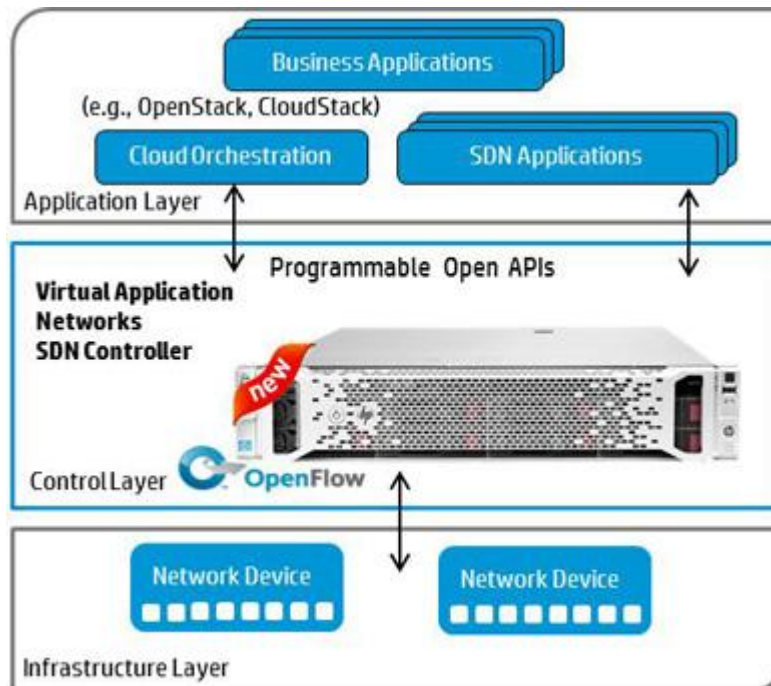 Business Applications
(e.g., OpenStack, CloudStack)
Cloud Orchestration
SDN Applications
Application Layer
Programmable Open APIs
Virtual Application
Networks
SDN Controller
new
hp
Control Layer
OpenFlow
Network Device
Network Device
Infrastructure Layer